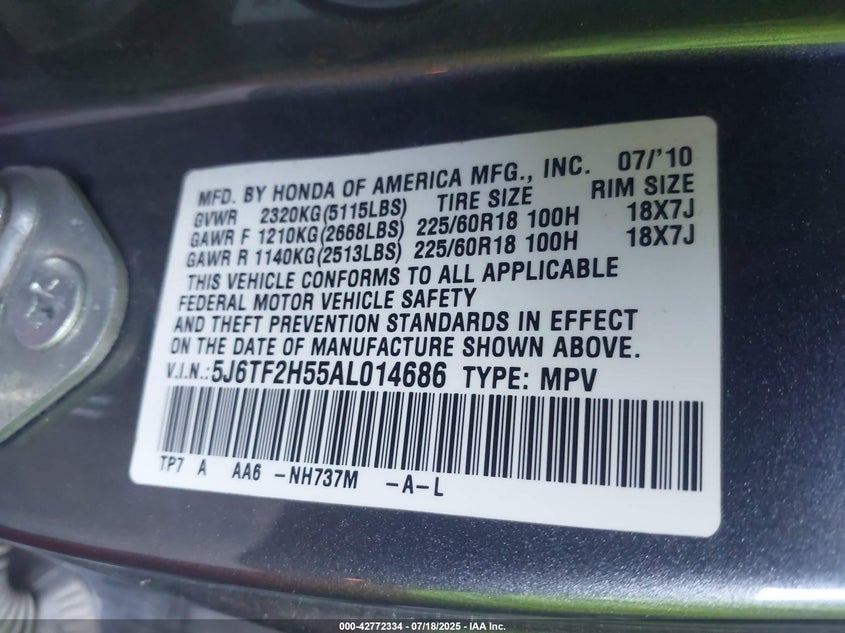 MFD. BY HONDA OF AMERICA MFG., INC. 07/'10
GVWR 2320KG(5115LBS) TIRE SIZE RIM SIZE
GAWR F 1210KG(2668LBS) 225/60R18 100H 18X7J
GAWR R 1140KG(2513LBS) 225/60R18 100H 18X7J
THIS VEHICLE CONFORMS TO ALL APPLICABLE
FEDERAL MOTOR VEHICLE SAFETY
AND THEFT PREVENTION STANDARDS IN EFFECT
ON THE DATE OF MANUFACTURE SHOWN ABOVE.
V.I.N.:5J6TF2H55AL014686 TYPE: MPV
TP7 A AA6 -NH737M -A-L
000-42772334 - 07/18/2025 - IAA Inc.